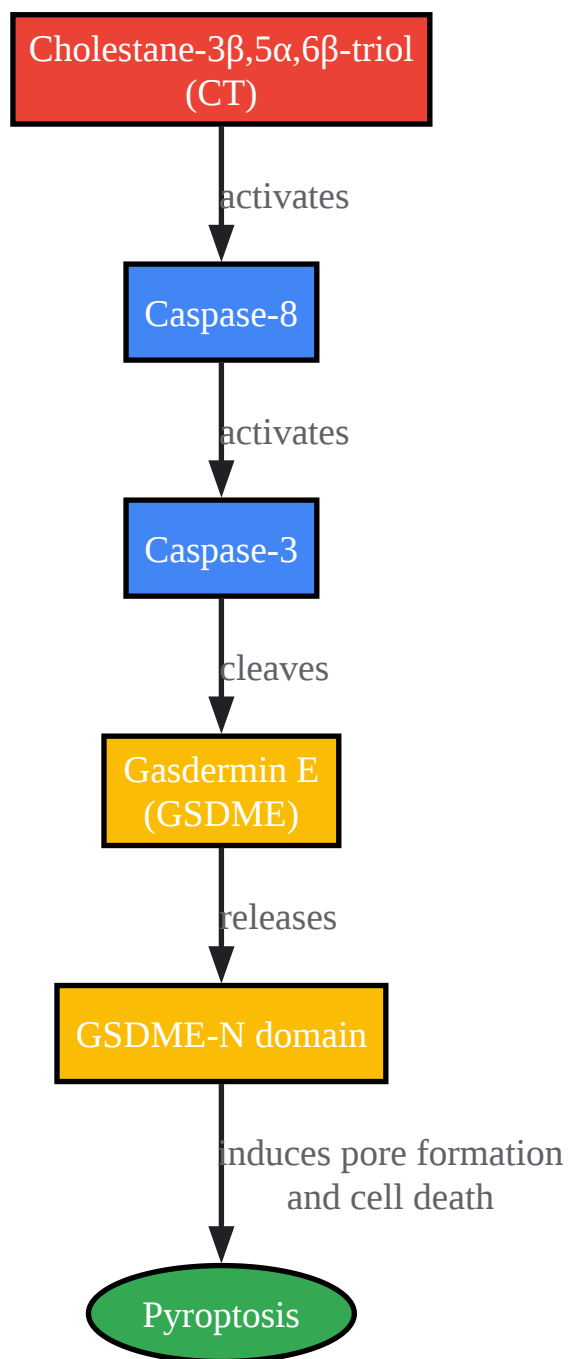 Cholestane-3β,5α,6β-triol
(CT)
activates
Caspase-8
activates
Caspase-3
cleaves
Gasdermin E
(GSDME)
releases
GSDME-N domain
induces pore formation
and cell death
Pyroptosis